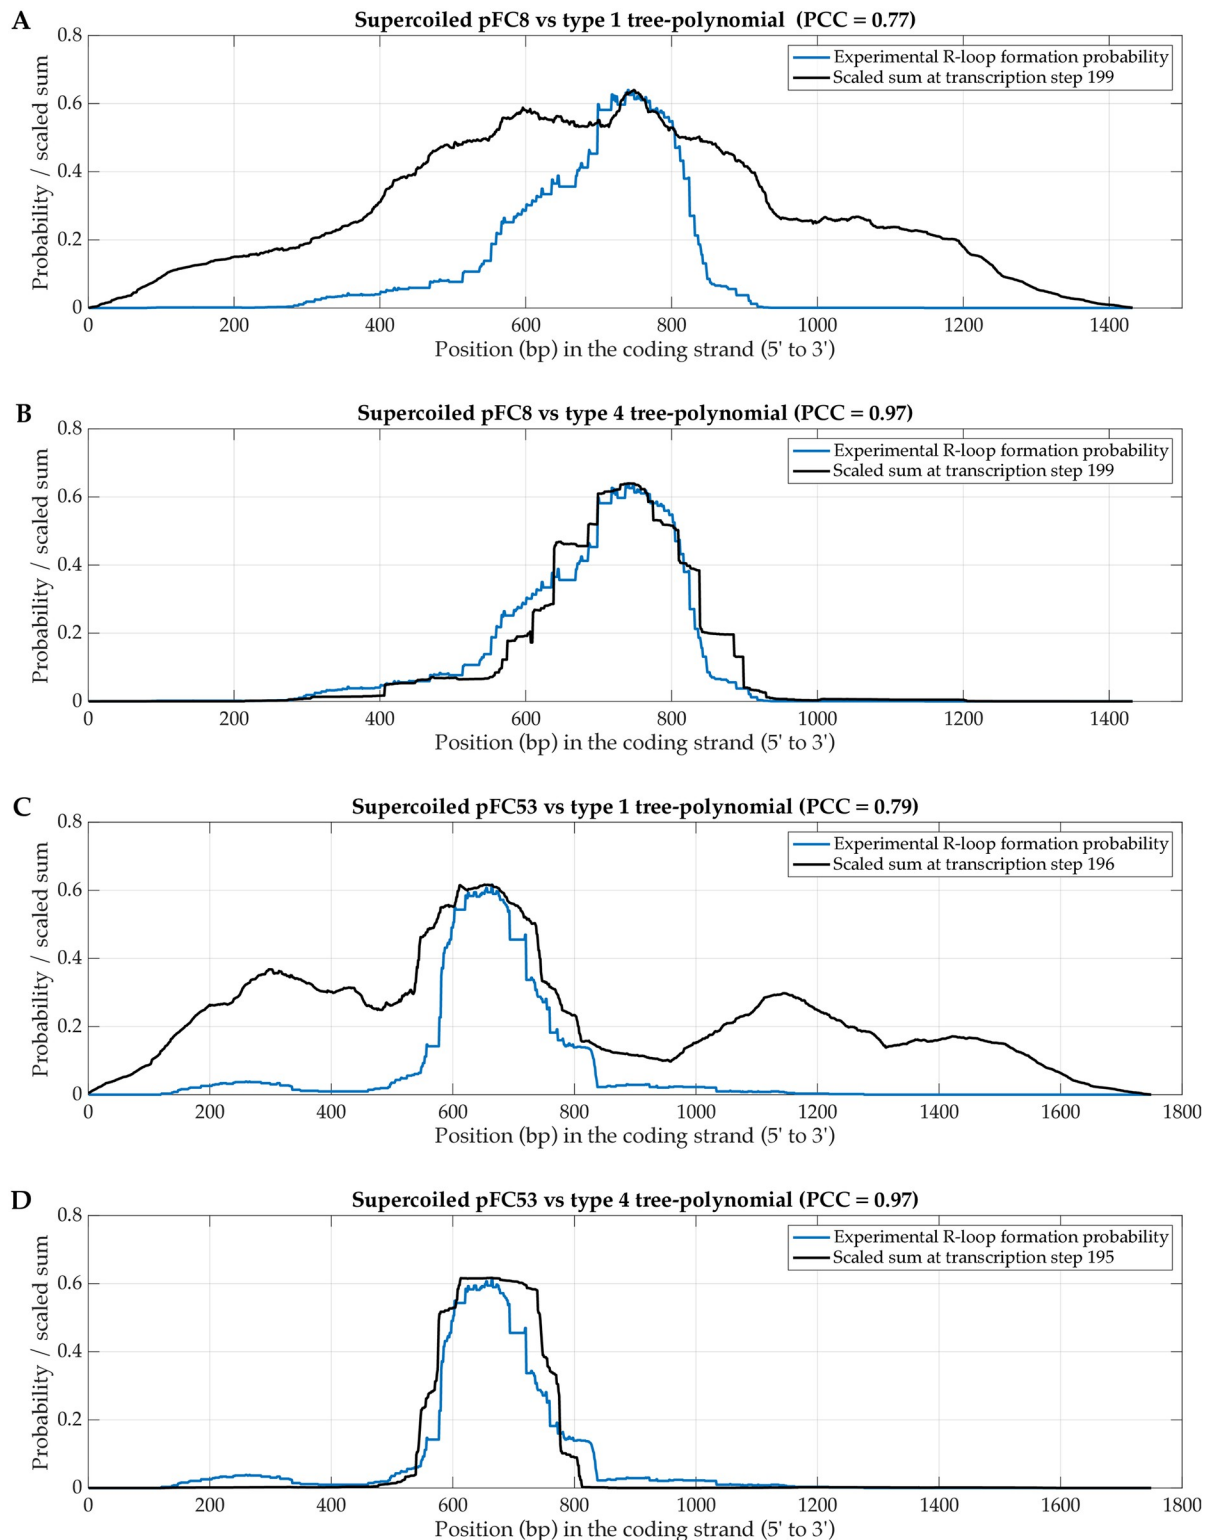 A
Supercoiled pFC8 vs type 1 tree-polynomial (PCC = 0.77)
Probability / scaled sum
0.8
0.6
0.4
0.2
0
Experimental R-loop formation probability
Scaled sum at transcription step 199
0 200 400 600 800 1000 1200 1400
Position (bp) in the coding strand (5' to 3')
B
Supercoiled pFC8 vs type 4 tree-polynomial (PCC = 0.97)
Probability / scaled sum
0.8
0.6
0.4
0.2
0
Experimental R-loop formation probability
Scaled sum at transcription step 199
0 200 400 600 800 1000 1200 1400
Position (bp) in the coding strand (5' to 3')
C
Supercoiled pFC53 vs type 1 tree-polynomial (PCC = 0.79)
Probability / scaled sum
0.8
0.6
0.4
0.2
0
Experimental R-loop formation probability
Scaled sum at transcription step 196
0 200 400 600 800 1000 1200 1400 1600 1800
Position (bp) in the coding strand (5' to 3')
D
Supercoiled pFC53 vs type 4 tree-polynomial (PCC = 0.97)
Probability / scaled sum
0.8
0.6
0.4
0.2
0
Experimental R-loop formation probability
Scaled sum at transcription step 195
0 200 400 600 800 1000 1200 1400 1600 1800
Position (bp) in the coding strand (5' to 3')